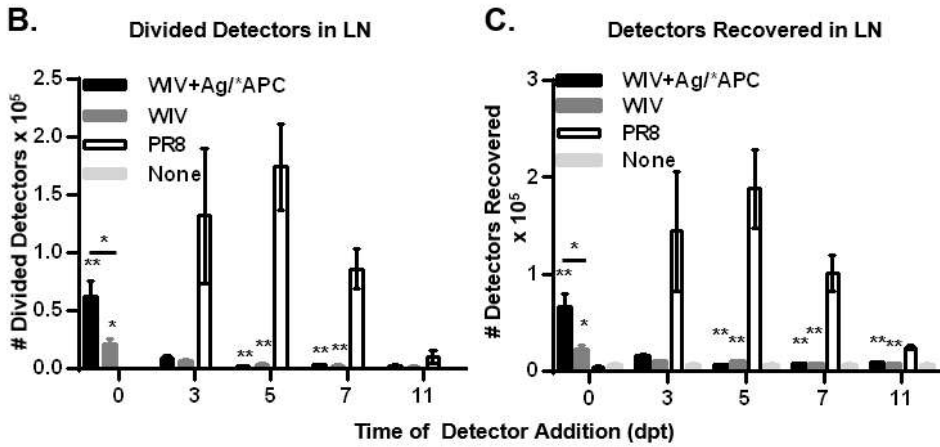 B.
Divided Detectors in LN
# Divided Detectors x 10⁵
2.5
2.0
1.5
1.0
0.5
0.0
WIV+Ag/*APC
WIV
PR8
None
*
**
*
**
**
**
**
0
3
5
7
11
C.
Detectors Recovered in LN
# Detectors Recovered
x 10⁵
3
2
1
0
WIV+Ag/*APC
WIV
PR8
None
*
**
*
**
**
**
**
**
**
0
3
5
7
11
Time of Detector Addition (dpt)